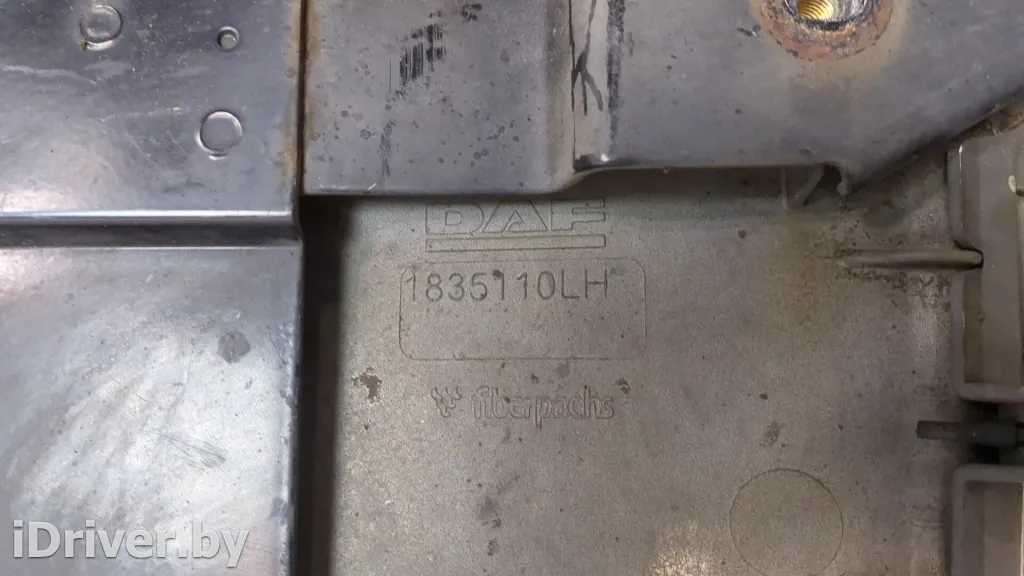 DAF
1835110LH
fiberpachs
iDriver.by